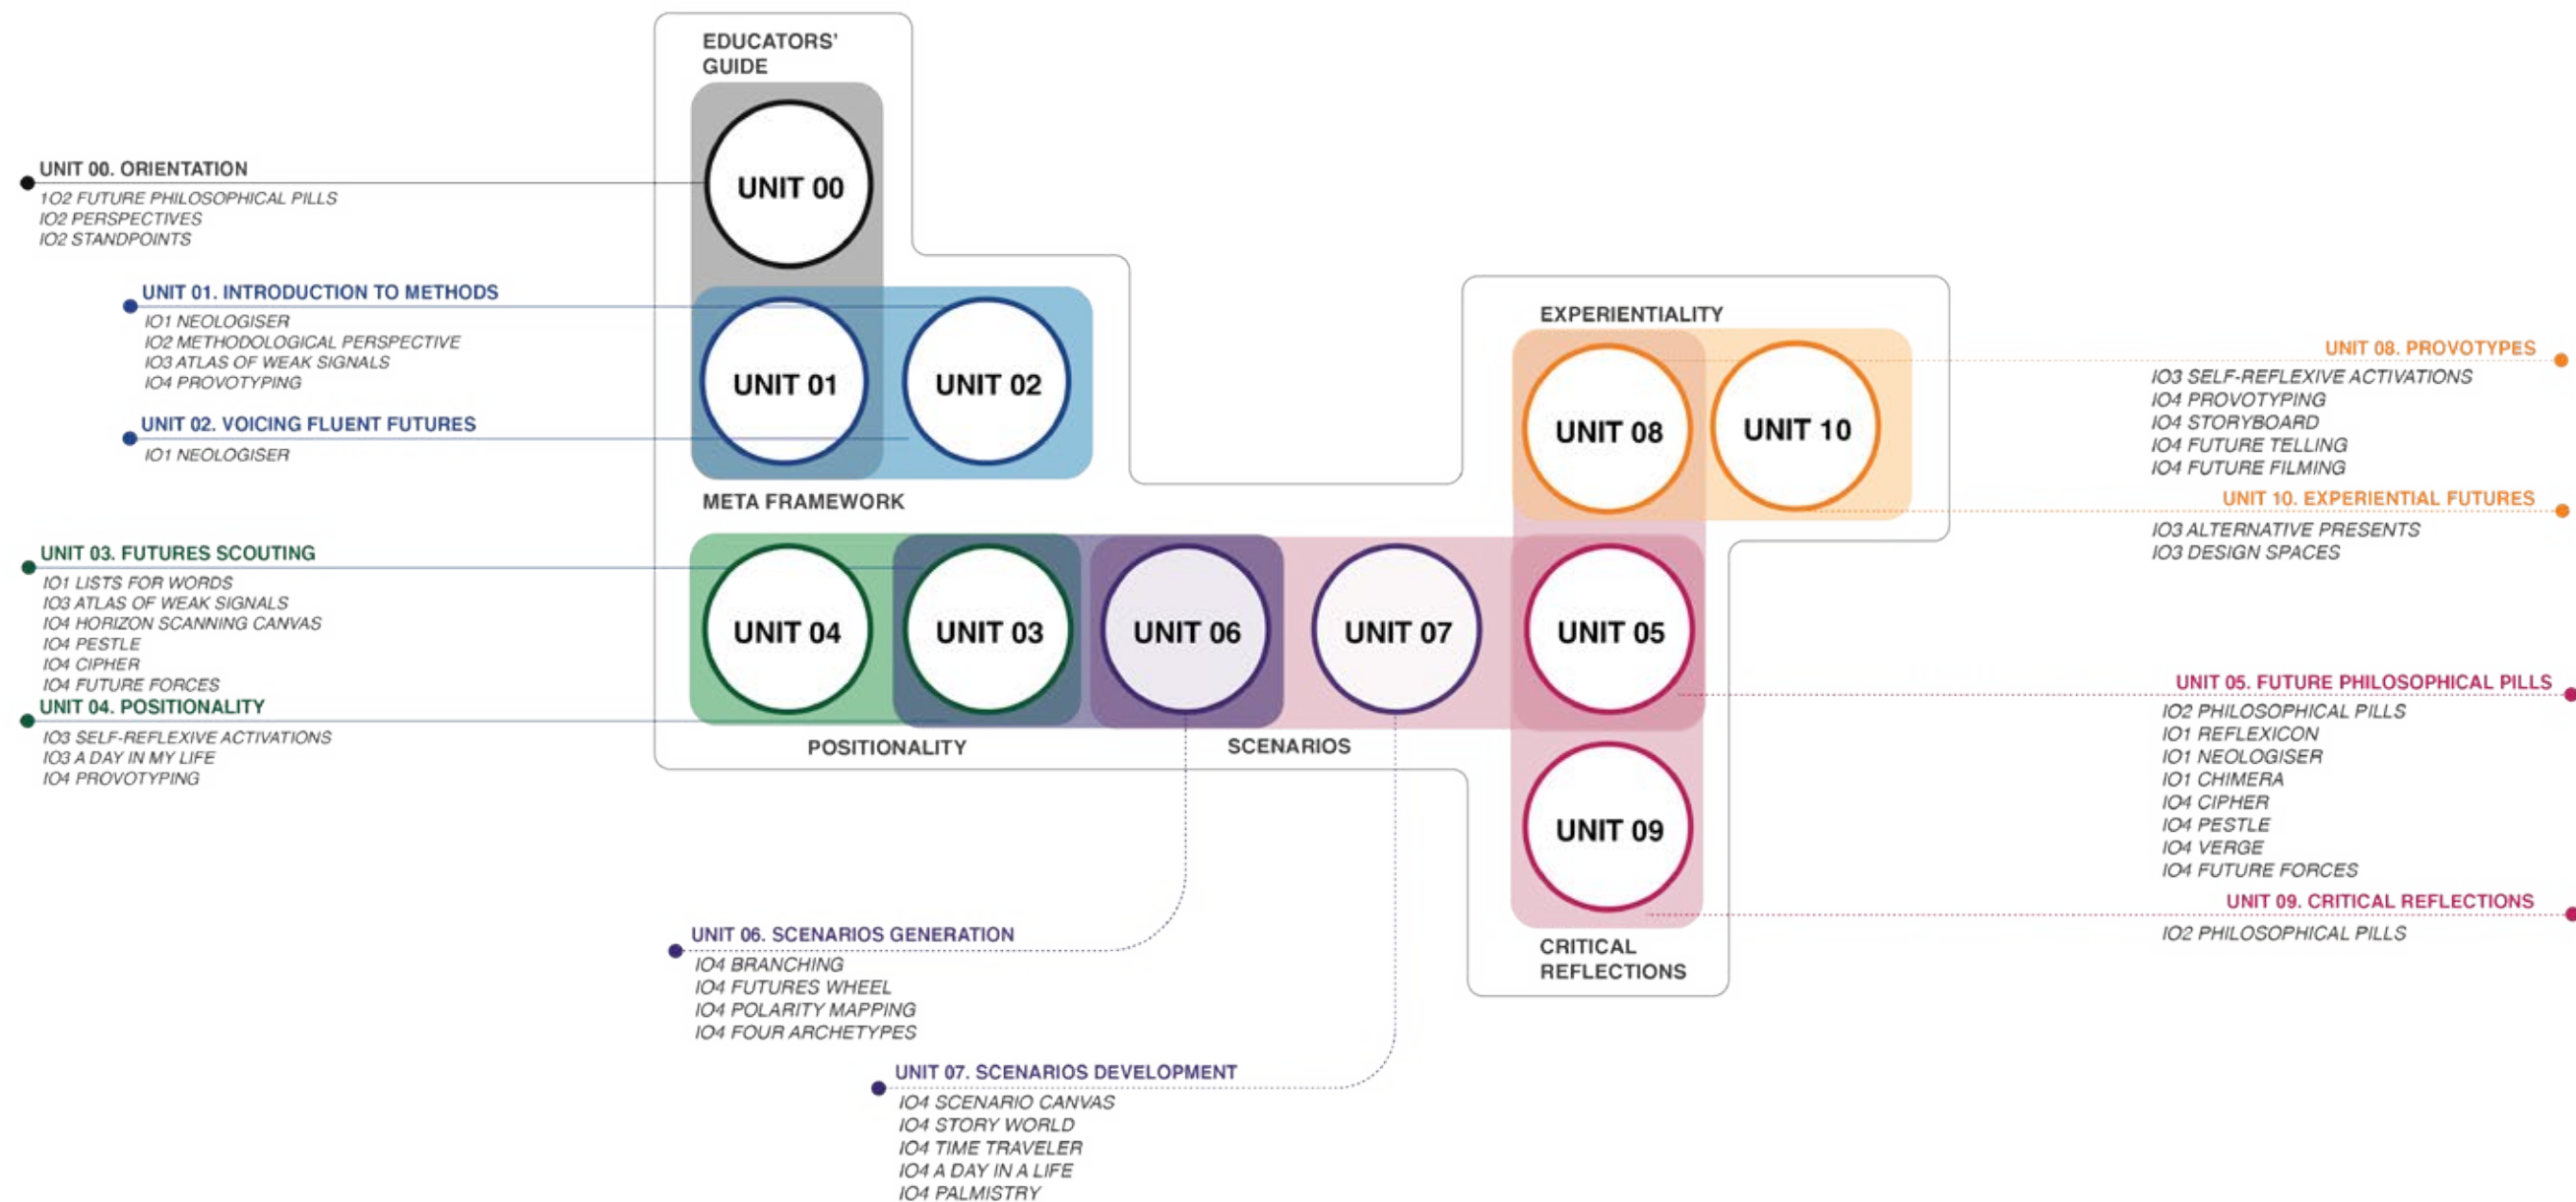 EDUCATORS'
GUIDE
UNIT 00
UNIT 00. ORIENTATION
1O2 FUTURE PHILOSOPHICAL PILLS
IO2 PERSPECTIVES
IO2 STANDPOINTS
UNIT 01. INTRODUCTION TO METHODS
IO1 NEOLOGISER
IO2 METHODOLOGICAL PERSPECTIVE
IO3 ATLAS OF WEAK SIGNALS
IO4 PROVOTYPING
UNIT 02. VOICING FLUENT FUTURES
IO1 NEOLOGISER
UNIT 01
UNIT 02
META FRAMEWORK
UNIT 03. FUTURES SCOUTING
IO1 LISTS FOR WORDS
IO3 ATLAS OF WEAK SIGNALS
IO4 HORIZON SCANNING CANVAS
IO4 PESTLE
IO4 CIPHER
IO4 FUTURE FORCES
UNIT 04. POSITIONALITY
IO3 SELF-REFLEXIVE ACTIVATIONS
IO3 A DAY IN MY LIFE
IO4 PROVOTYPING
UNIT 04
UNIT 03
UNIT 06
UNIT 07
UNIT 05
POSITIONALITY
SCENARIOS
EXPERIENTIALITY
UNIT 08
UNIT 10
UNIT 08. PROVOTYPES
IO3 SELF-REFLEXIVE ACTIVATIONS
IO4 PROVOTYPING
IO4 STORYBOARD
IO4 FUTURE TELLING
IO4 FUTURE FILMING
UNIT 10. EXPERIENTIAL FUTURES
IO3 ALTERNATIVE PRESENTS
IO3 DESIGN SPACES
UNIT 05. FUTURE PHILOSOPHICAL PILLS
IO2 PHILOSOPHICAL PILLS
IO1 REFLEXICON
IO1 NEOLOGISER
IO1 CHIMERA
IO4 CIPHER
IO4 PESTLE
IO4 VERGE
IO4 FUTURE FORCES
UNIT 09. CRITICAL REFLECTIONS
IO2 PHILOSOPHICAL PILLS
UNIT 09
CRITICAL
REFLECTIONS
UNIT 06. SCENARIOS GENERATION
IO4 BRANCHING
IO4 FUTURES WHEEL
IO4 POLARITY MAPPING
IO4 FOUR ARCHETYPES
UNIT 07. SCENARIOS DEVELOPMENT
IO4 SCENARIO CANVAS
IO4 STORY WORLD
IO4 TIME TRAVELER
IO4 A DAY IN A LIFE
IO4 PALMISTRY